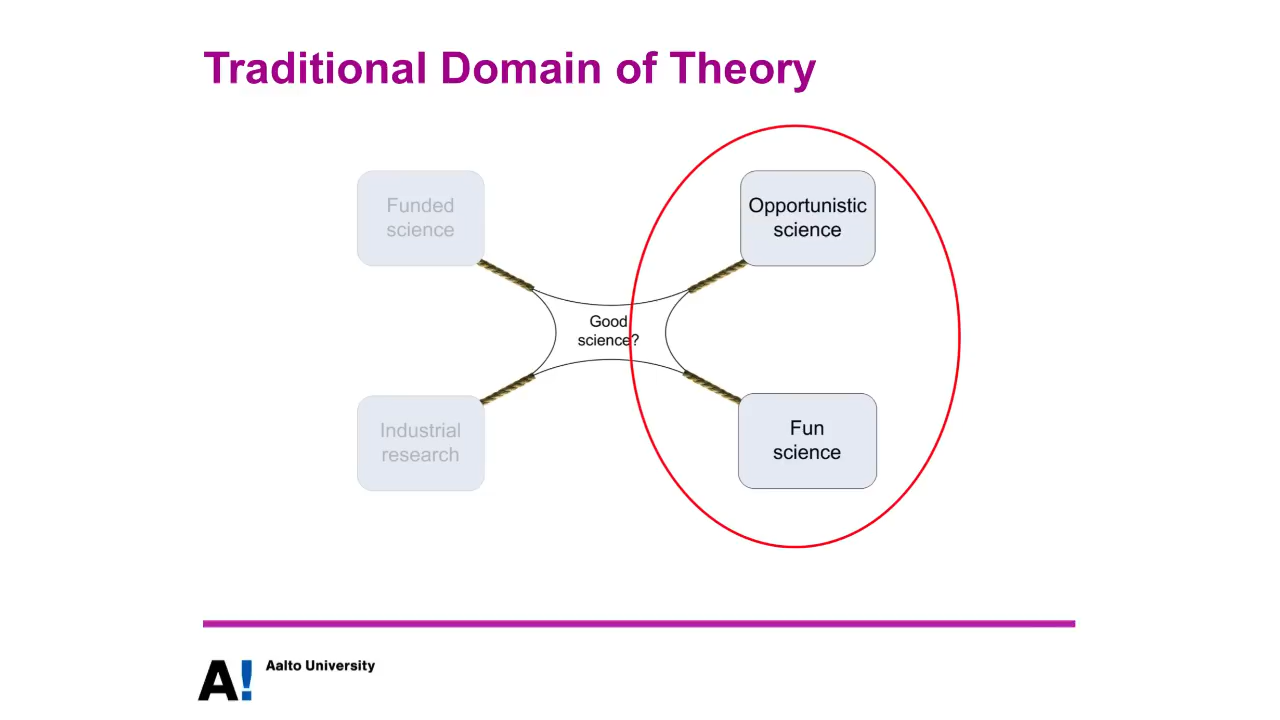 Traditional Domain of Theory
Funded
science
Opportunistic
science
Good
science?
Industrial
research
Fun
science
A!
Aalto University